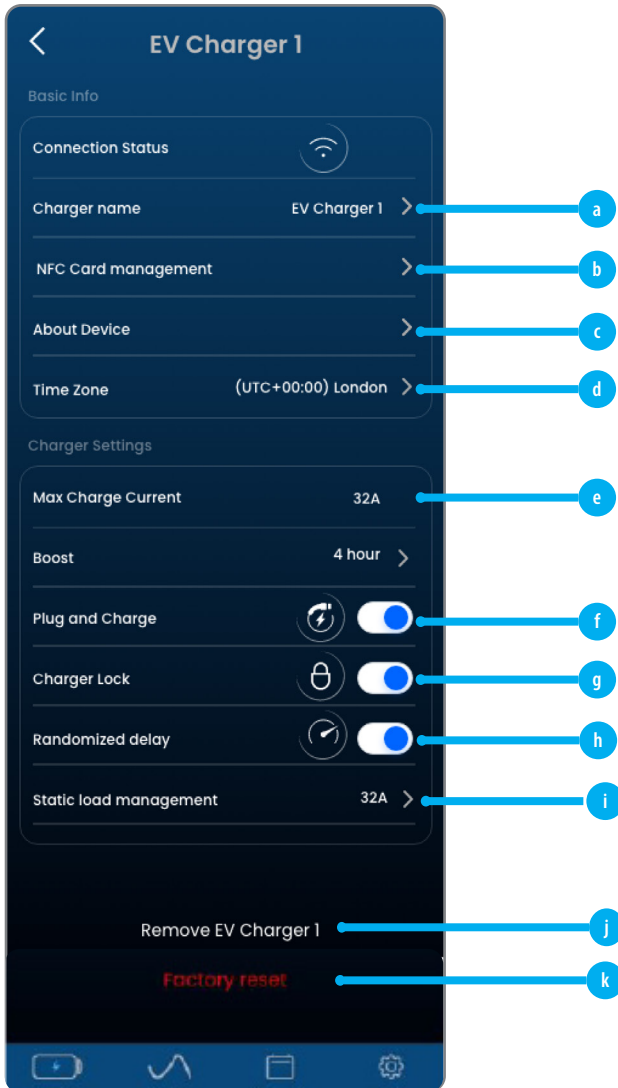 EV Charger 1
Basic Info
Connection Status
Charger name EV Charger 1 a
NFC Card management b
About Device c
Time Zone (UTC+00:00) London d
Charger Settings
Max Charge Current 32A e
Boost 4 hour
Plug and Charge f
Charger Lock g
Randomized delay h
Static load management 32A i
Remove EV Charger 1 j
Factory reset k